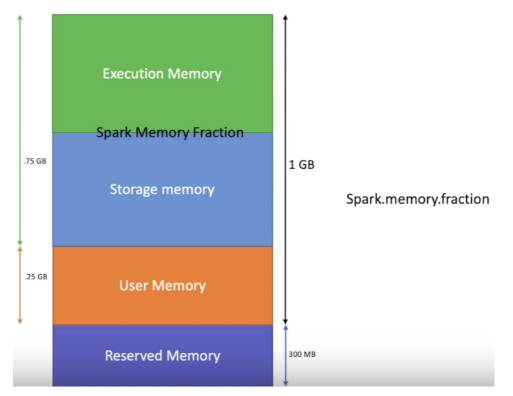 Execution Memory
Spark Memory Fraction
.75 GB
1 GB
Storage memory
Spark.memory.fraction
.25 GB
User Memory
Reserved Memory
300 MB